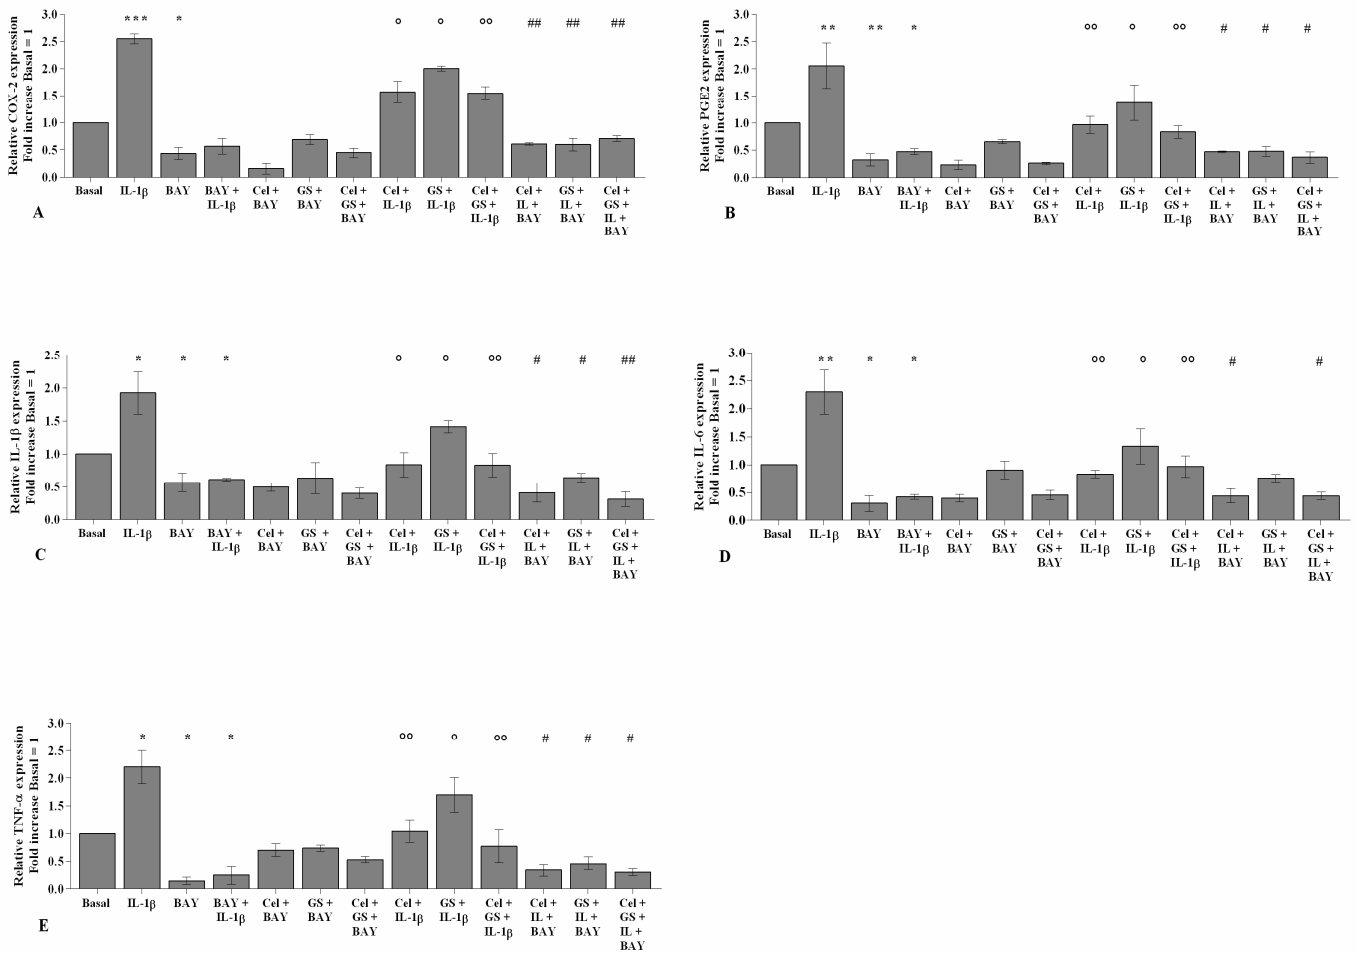 Relative COX-2 expression
Fold increase Basal = 1
3.0
2.5
2.0
1.5
1.0
0.5
0.0
*** * ° ° °° ## ## ##
Basal IL-1β BAY BAY + Cel + GS + Cel + Cel + GS + Cel + Cel + GS + Cel +
IL-1β BAY BAY GS + IL-1β IL-1β GS + IL + IL + GS +
BAY IL-1β BAY BAY IL +
BAY
A
Relative PGE2 expression
Fold increase Basal = 1
3.0
2.5
2.0
1.5
1.0
0.5
0.0
** ** * °° ° °° # # #
Basal IL-1β BAY BAY + Cel + GS + Cel + Cel + GS + Cel + Cel + GS + Cel +
IL-1β BAY BAY GS + IL-1β IL-1β GS + IL + IL + GS +
BAY IL-1β BAY BAY IL +
BAY
B
Relative IL-1β expression
Fold increase Basal = 1
2.5
2.0
1.5
1.0
0.5
0.0
* * * ° ° °° # # ##
Basal IL-1β BAY BAY + Cel + GS + Cel + Cel + GS + Cel + Cel + GS + Cel +
IL-1β BAY BAY GS + IL-1β IL-1β GS + IL + IL + GS +
BAY IL-1β BAY BAY IL +
BAY
C
Relative IL-6 expression
Fold increase Basal = 1
3.0
2.5
2.0
1.5
1.0
0.5
0.0
** * * °° ° °° # #
Basal IL-1β BAY BAY + Cel + GS + Cel + Cel + GS + Cel + Cel + GS + Cel +
IL-1β BAY BAY GS + IL-1β IL-1β GS + IL + IL + GS +
BAY IL-1β BAY BAY IL +
BAY
D
Relative TNF-α expression
Fold increase Basal = 1
3.0
2.5
2.0
1.5
1.0
0.5
0.0
* * * °° ° °° # # #
Basal IL-1β BAY BAY + Cel + GS + Cel + Cel + GS + Cel + Cel + GS + Cel +
IL-1β BAY BAY GS + IL-1β IL-1β GS + IL + IL + GS +
BAY IL-1β BAY BAY IL +
BAY
E